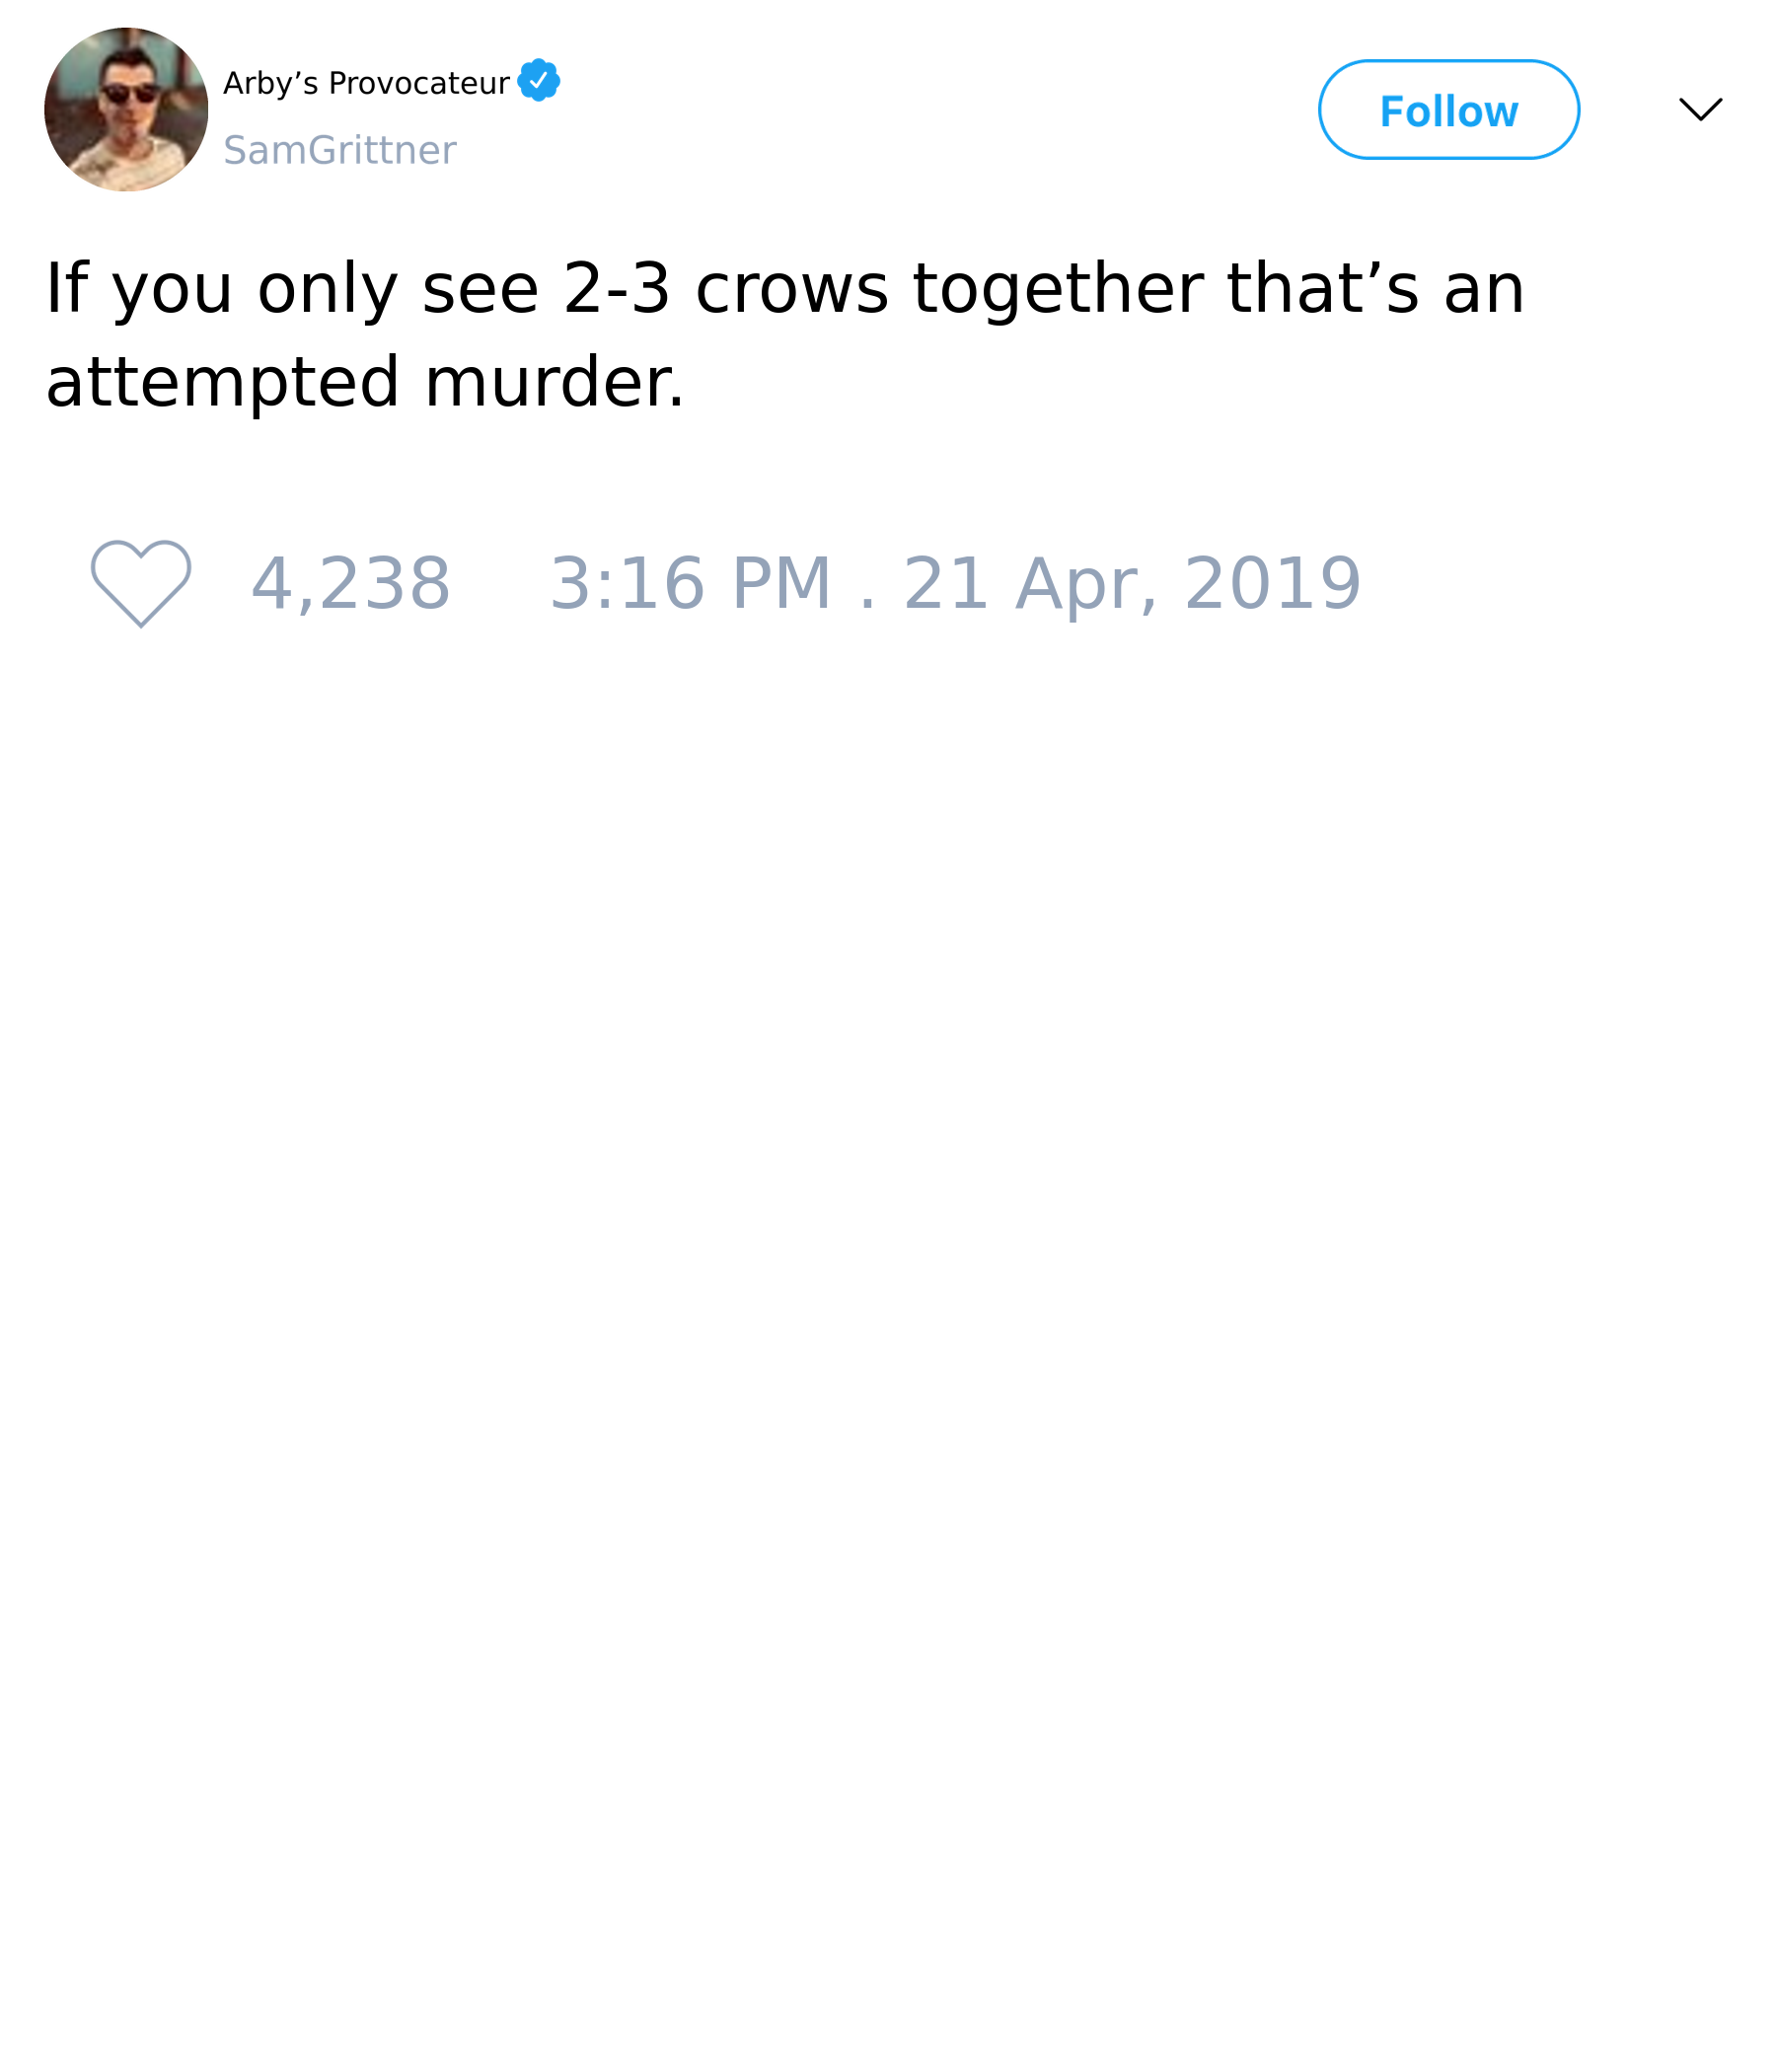 Arby’s Provocateur
SamGrittner
Follow
If you only see 2-3 crows together that’s an
attempted murder.
4,238 3:16 PM . 21 Apr, 2019